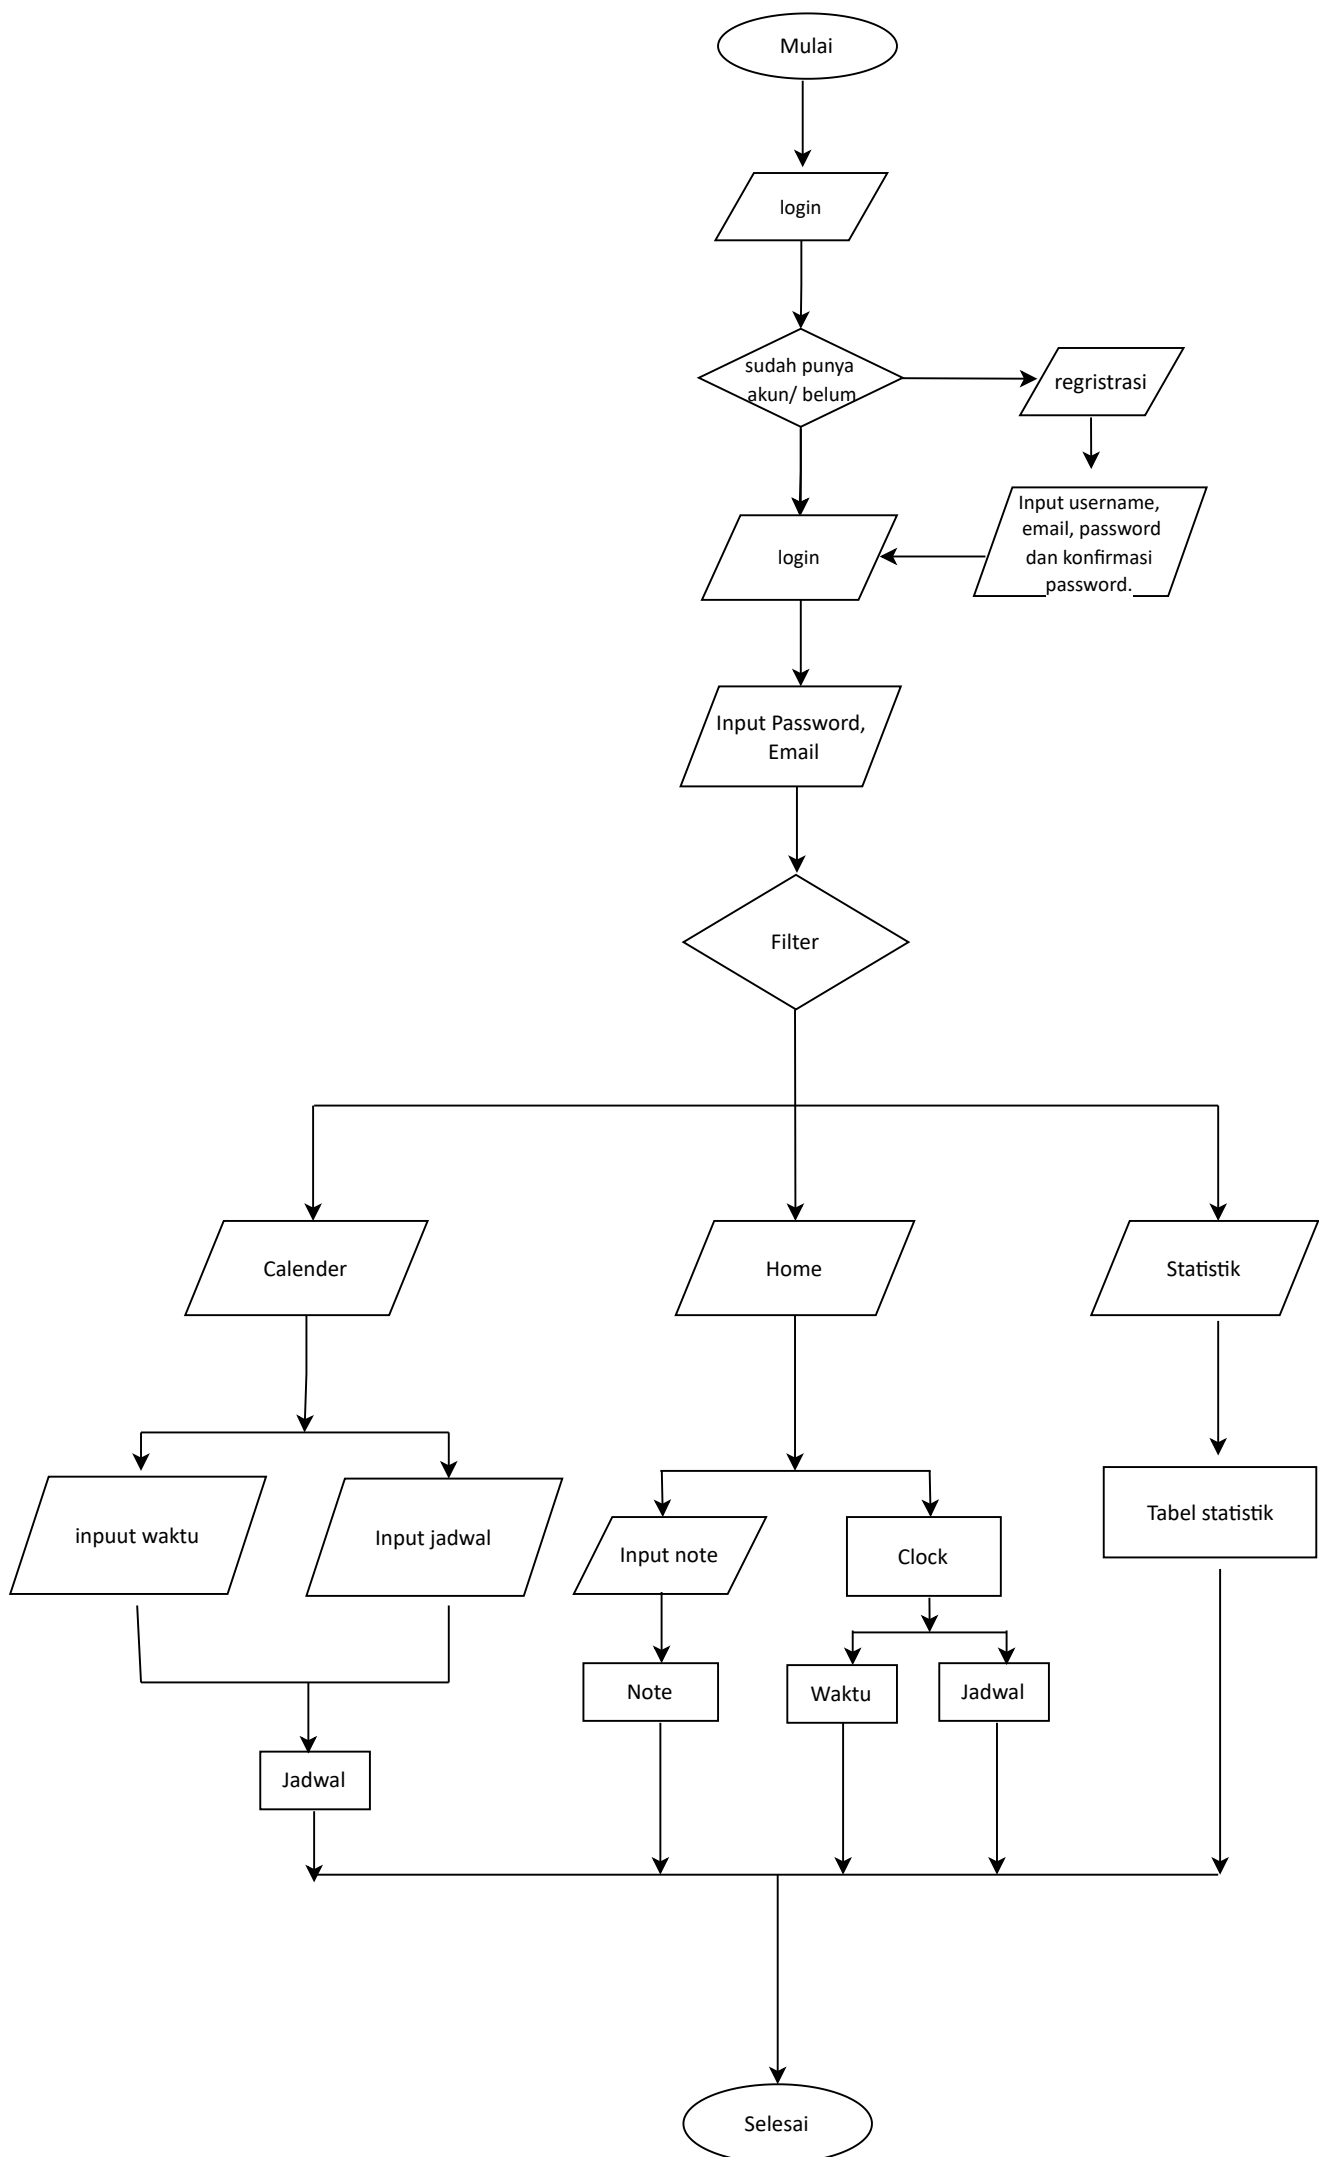 Mulai
login
sudah punya
akun/ belum
regristrasi
Input username,
email, password
dan konfirmasi
password.
login
Input Password,
Email
Filter
Calender
Home
Statistik
inpuut waktu
Input jadwal
Input note
Clock
Tabel statistik
Note
Waktu
Jadwal
Jadwal
Selesai